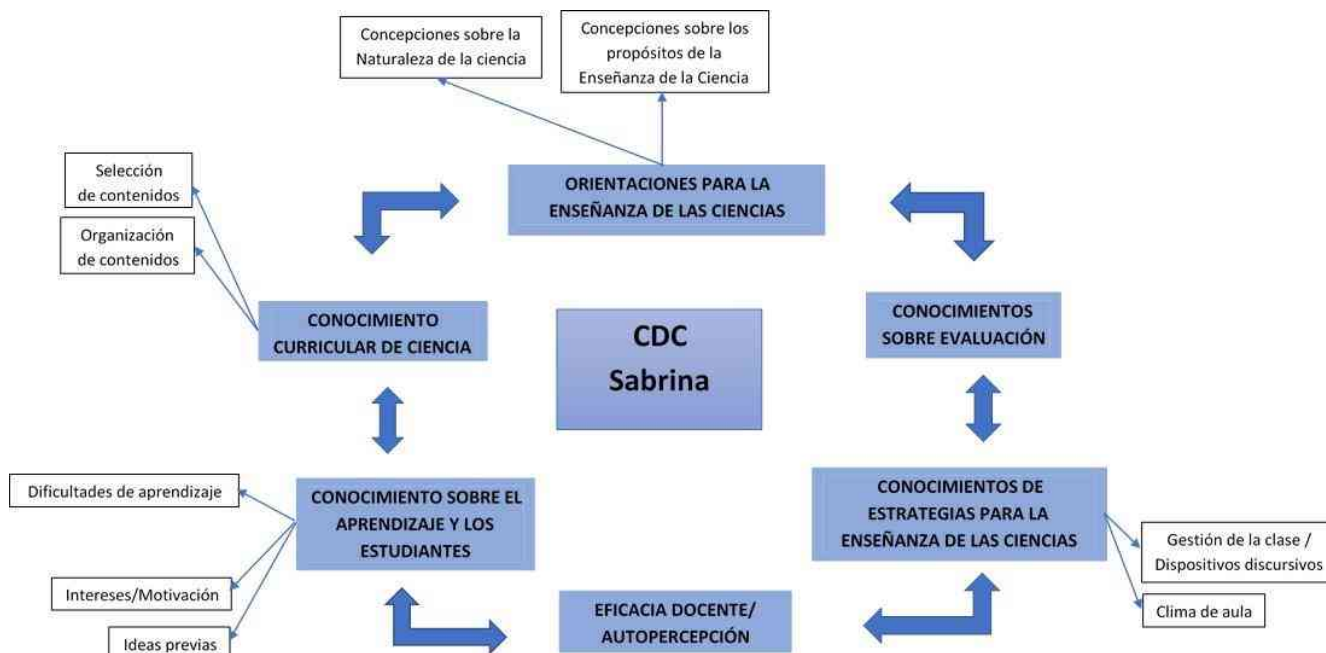 Concepciones sobre la
Naturaleza de la ciencia
Concepciones sobre los
propósitos de la
Enseñanza de la Ciencia
Selección
de contenidos
Organización
de contenidos
ORIENTACIONES PARA LA
ENSEÑANZA DE LAS CIENCIAS
CONOCIMIENTO
CURRICULAR DE CIENCIA
CDC
Sabrina
CONOCIMIENTOS
SOBRE EVALUACIÓN
Dificultades de aprendizaje
CONOCIMIENTO SOBRE EL
APRENDIZAJE Y LOS
ESTUDIANTES
CONOCIMIENTOS DE
ESTRATEGIAS PARA LA
ENSEÑANZA DE LAS CIENCIAS
Gestión de la clase /
Dispositivos discursivos
Intereses/Motivación
Clima de aula
EFICACIA DOCENTE/
AUTOPERCEPCIÓN
Ideas previas